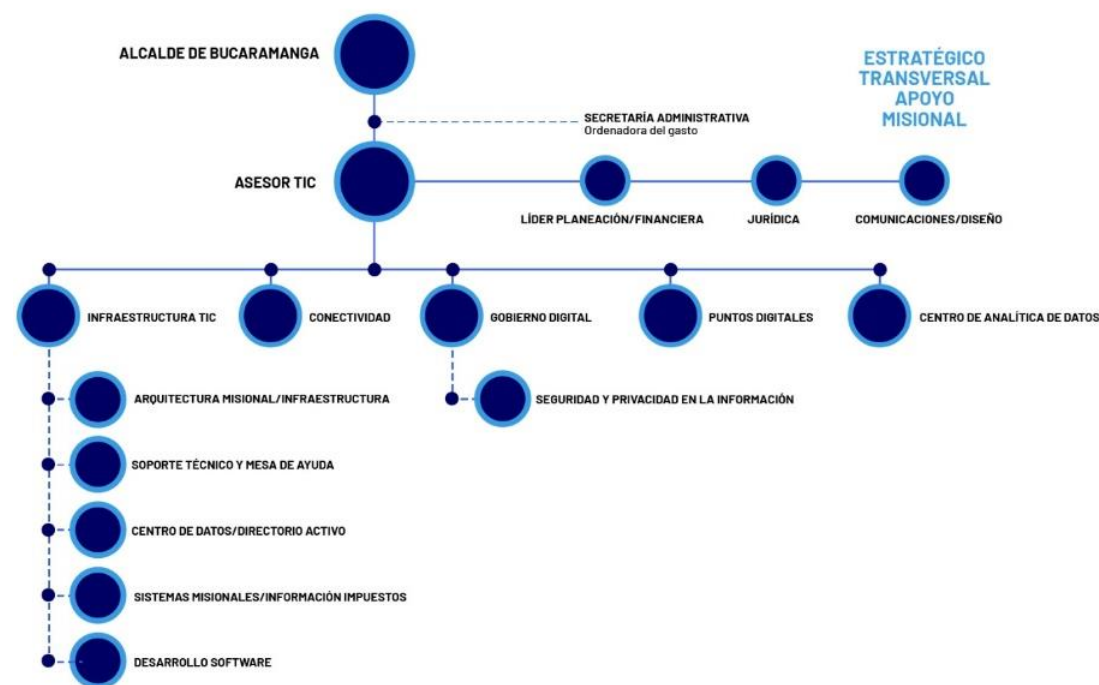 ALCALDE DE BUCARAMANGA
ESTRATÉGICO
TRANSVERSAL
APOYO
MISIONAL
SECRETARÍA ADMINISTRATIVA
Ordenadora del gasto
ASESOR TIC
LÍDER PLANEACIÓN/FINANCIERA
JURÍDICA
COMUNICACIONES/DISEÑO
INFRAESTRUCTURA TIC
CONECTIVIDAD
GOBIERNO DIGITAL
PUNTOS DIGITALES
CENTRO DE ANALÍTICA DE DATOS
ARQUITECTURA MISIONAL/INFRAESTRUCTURA
SEGURIDAD Y PRIVACIDAD EN LA INFORMACIÓN
SOPORTE TÉCNICO Y MESA DE AYUDA
CENTRO DE DATOS/DIRECTORIO ACTIVO
SISTEMAS MISIONALES/INFORMACIÓN IMPUESTOS
DESARROLLO SOFTWARE